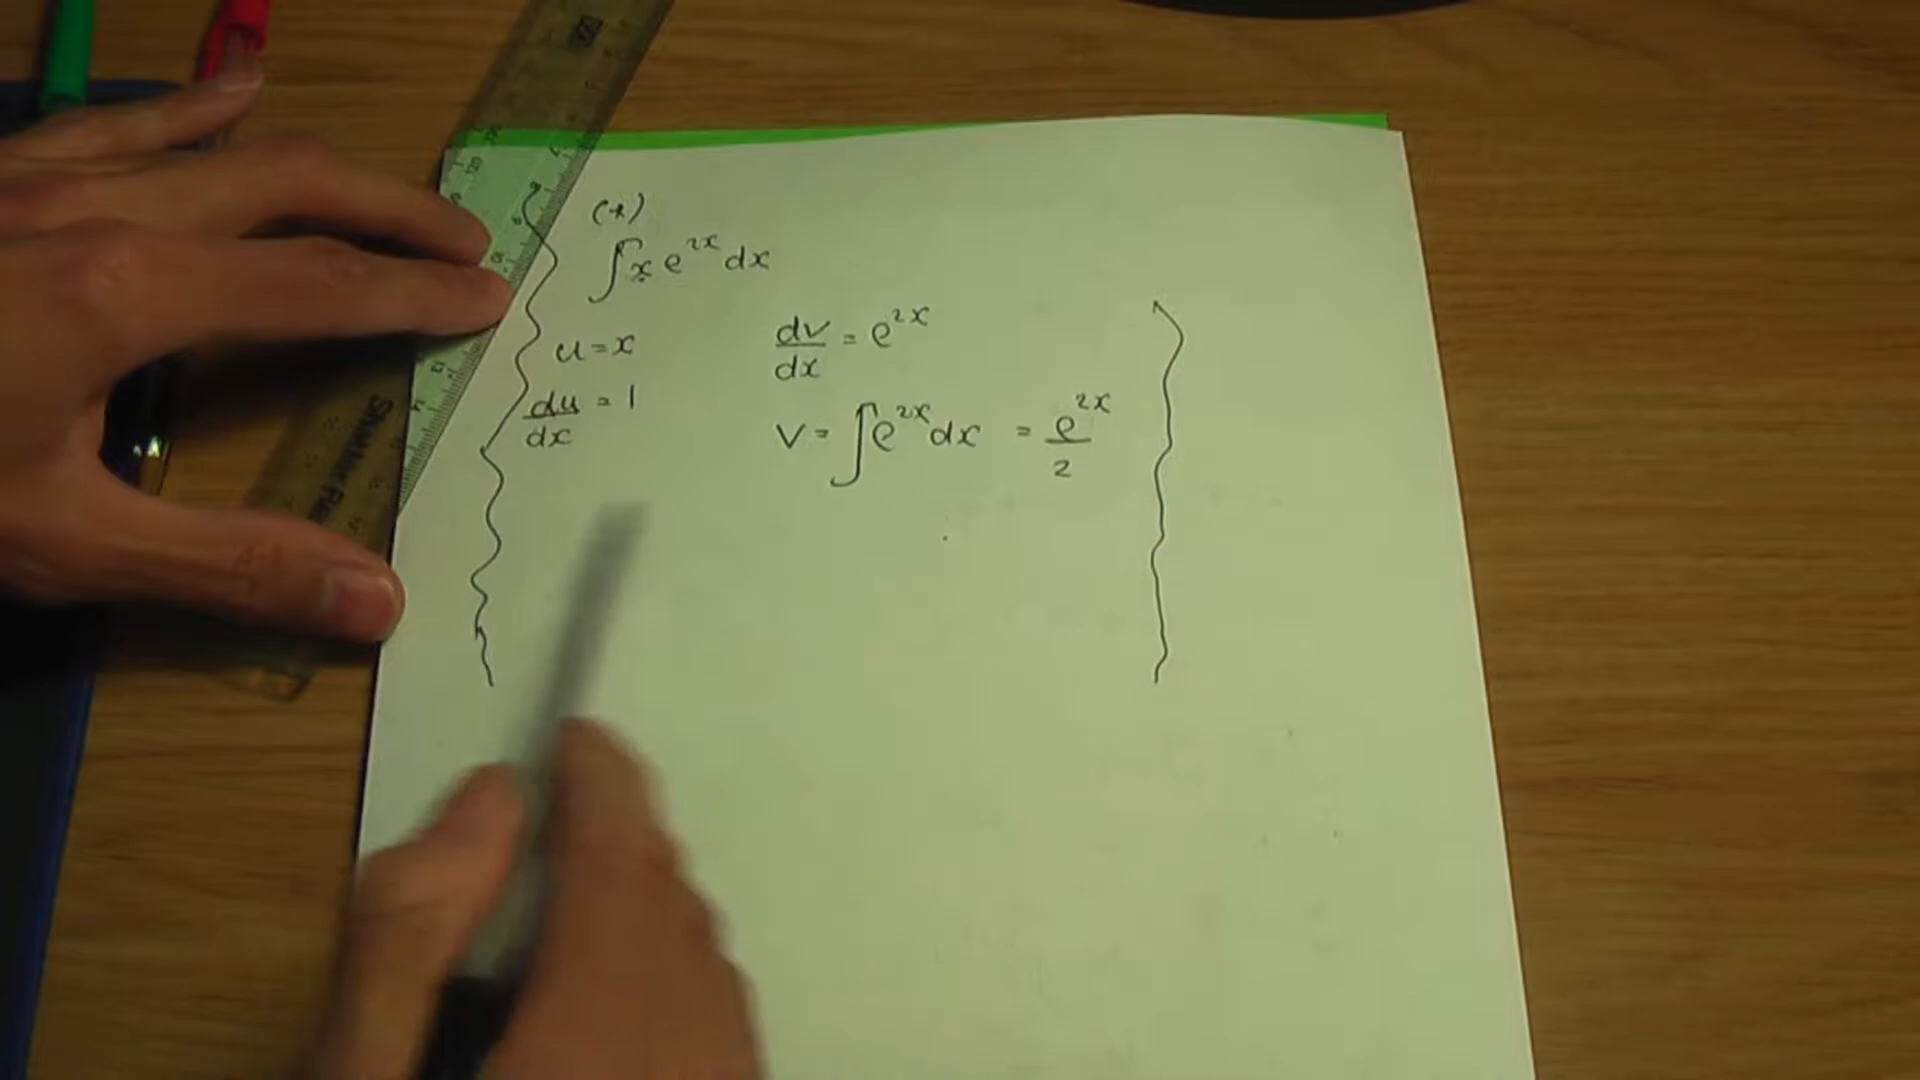 (*)
∫x e^{2x} dx
u = x
dv/dx = e^{2x}
du/dx = 1
v = ∫e^{2x} dx = e^{2x}/2